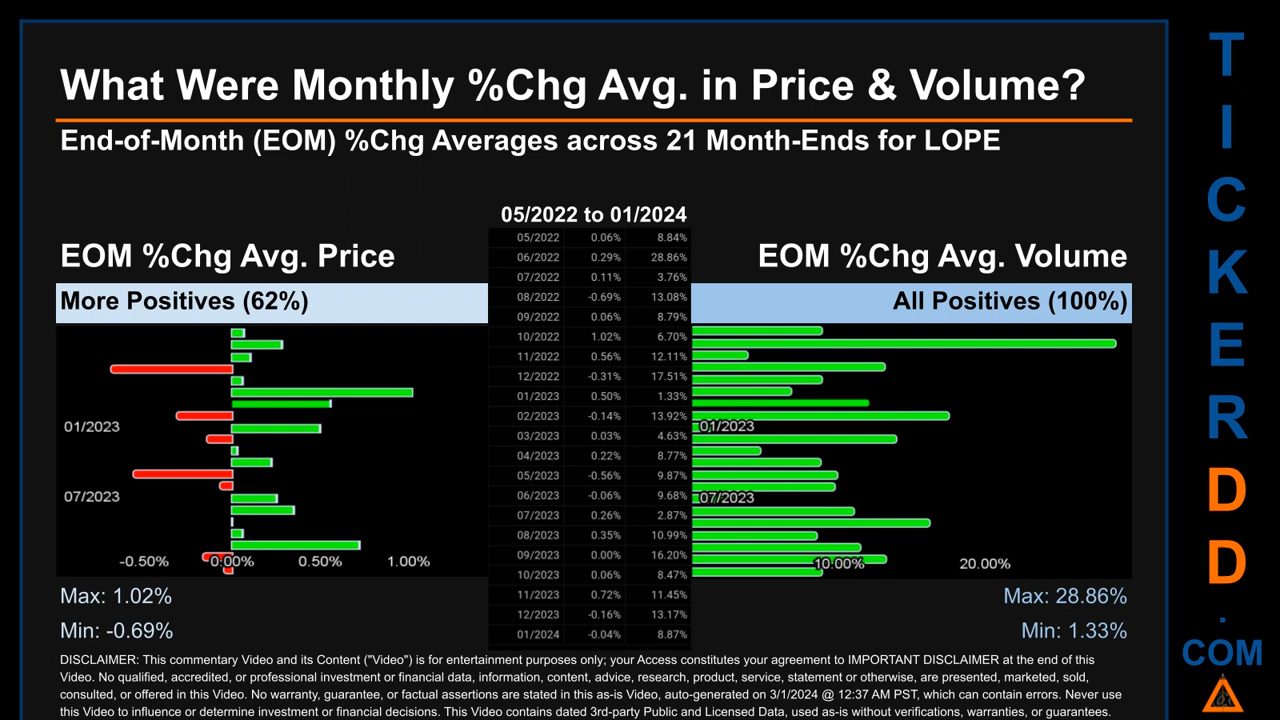 What Were Monthly %Chg Avg. in Price & Volume?
End-of-Month (EOM) %Chg Averages across 21 Month-Ends for LOPE
05/2022 to 01/2024
EOM %Chg Avg. Price
EOM %Chg Avg. Volume
More Positives (62%)
All Positives (100%)
05/2022 0.06% 8.84%
06/2022 0.29% 28.86%
07/2022 0.11% 3.76%
08/2022 -0.69% 13.08%
09/2022 0.06% 8.79%
10/2022 1.02% 6.70%
11/2022 0.56% 12.11%
12/2022 -0.31% 17.51%
01/2023 0.50% 1.33%
02/2023 -0.14% 13.92%
03/2023 0.03% 4.63%
04/2023 0.22% 8.77%
05/2023 -0.56% 9.87%
06/2023 -0.06% 9.68%
07/2023 0.26% 2.87%
08/2023 0.35% 10.99%
09/2023 0.00% 16.20%
10/2023 0.06% 8.47%
11/2023 0.72% 11.45%
12/2023 -0.16% 13.17%
01/2024 -0.04% 8.87%
01/2023
07/2023
-0.50% 0.00% 0.50% 1.00%
01/2023
07/2023
10.00% 20.00%
Max: 1.02%
Min: -0.69%
Max: 28.86%
Min: 1.33%
DISCLAIMER: This commentary Video and its Content ("Video") is for entertainment purposes only; your Access constitutes your agreement to IMPORTANT DISCLAIMER at the end of this
Video. No qualified, accredited, or professional investment or financial data, information, content, advice, research, product, service, statement or otherwise, are presented, marketed, sold,
consulted, or offered in this Video. No warranty, guarantee, or factual assertions are stated in this as-is Video, auto-generated on 3/1/2024 @ 12:37 AM PST, which can contain errors. Never use
this Video to influence or determine investment or financial decisions. This Video contains dated 3rd-party Public and Licensed Data, used as-is without verifications, warranties, or guarantees.
T
I
C
K
E
R
D
D
.
COM